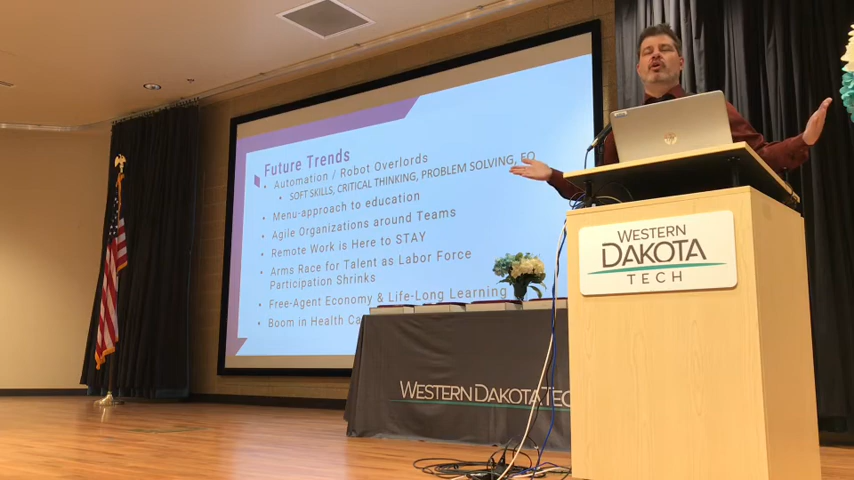 Future Trends
Automation / Robot Overlords
SOFT SKILLS, CRITICAL THINKING, PROBLEM SOLVING, EQ
Menu-approach to education
Agile Organizations around Teams
Remote Work is Here to STAY
Arms Race for Talent as Labor Force
Participation Shrinks
Free-Agent Economy & Life-Long Learning
Boom in Health
WESTERN
DAKOTA
TECH
WESTERN DAKOTA TEC
hp